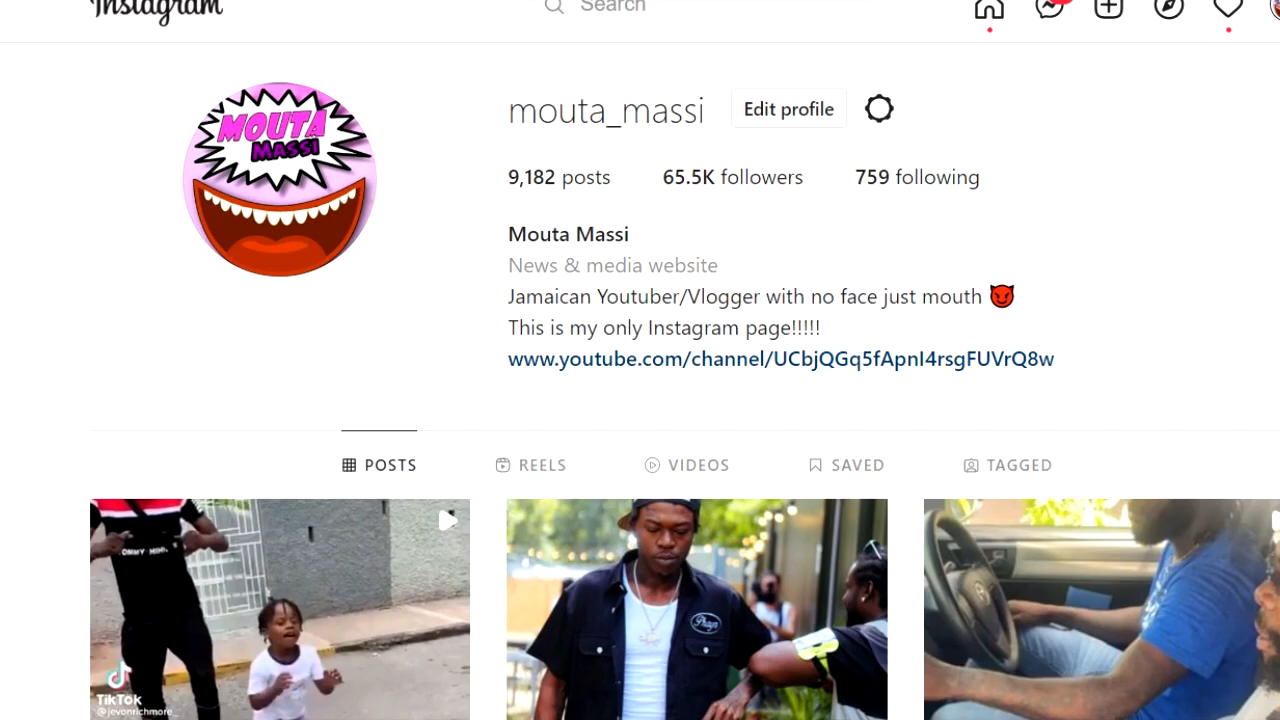 Instagram
Search
MOUTA
MASSI
mouta_massi Edit profile
9,182 posts 65.5K followers 759 following
Mouta Massi
News & media website
Jamaican Youtuber/Vlogger with no face just mouth 😈
This is my only Instagram page!!!!!
www.youtube.com/channel/UCbjQGq5fApnI4rsgFUVrQ8w
POSTS REELS VIDEOS SAVED TAGGED
TikTok
@jevonrichmore_